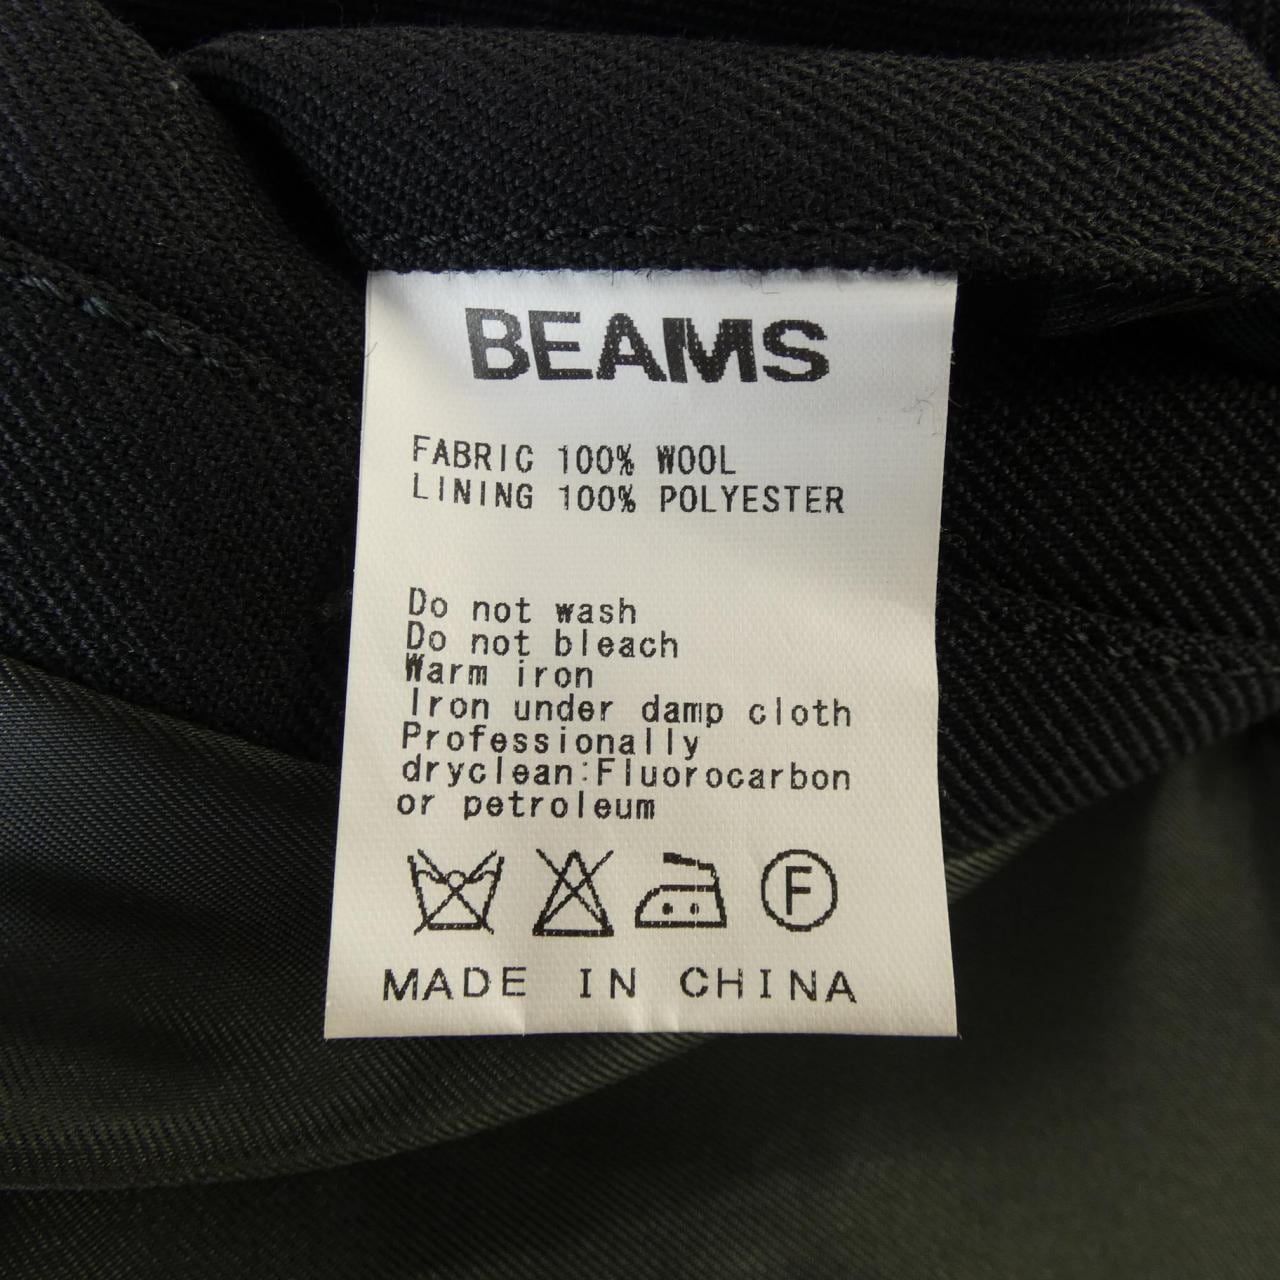 BEAMS
FABRIC 100% WOOL
LINING 100% POLYESTER
Do not wash
Do not bleach
Warm iron
Iron under damp cloth
Professionally
dryclean:Fluorocarbon
or petroleum
F
MADE IN CHINA